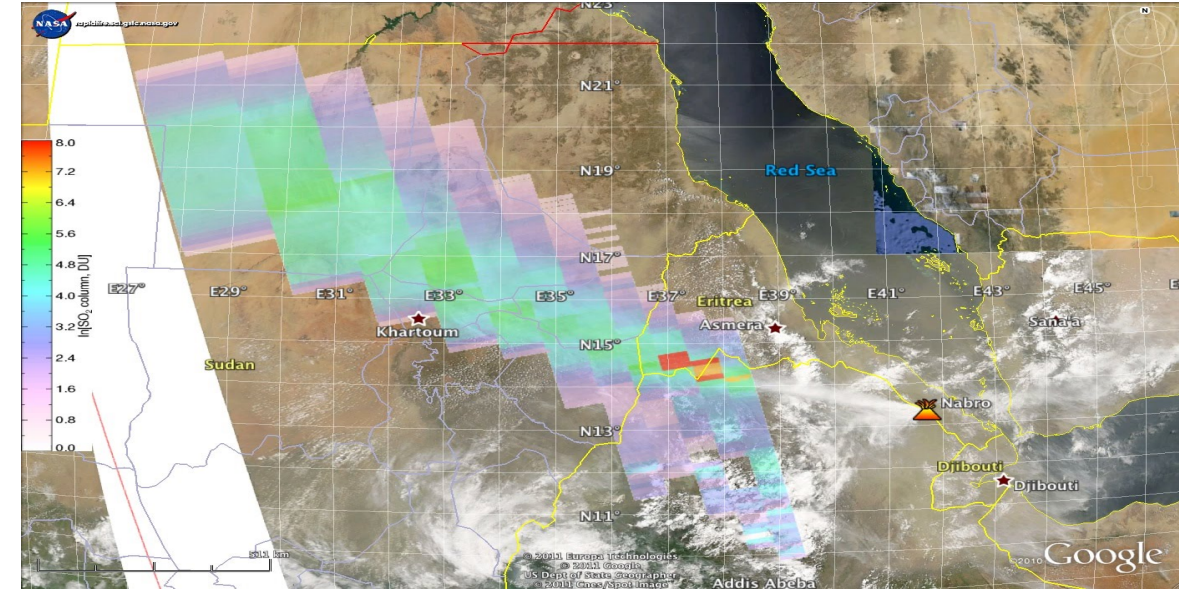 N23
NASA rapidfire.sci.gsfc.nasa.gov
N
N21°
8.0
7.2
6.4
5.6
4.8
4.0
3.2
2.4
1.6
0.8
0.0
ln[SO2 column, DU]
N19°
Red Sea
N17°
E27° E29° E31° E33° E35° E37° E39° E41° E43° E45° E
Eritrea
Khartoum
Asmera
Sana'a
N15°
Sudan
Nabro
N13°
Djibouti
Djibouti
N11°
511 km
© 2011 Europa Technologies
© 2011 Google
US Dept of State Geographer
© 2011 Cnes/Spot Image
©2010 Google
Addis Abeba